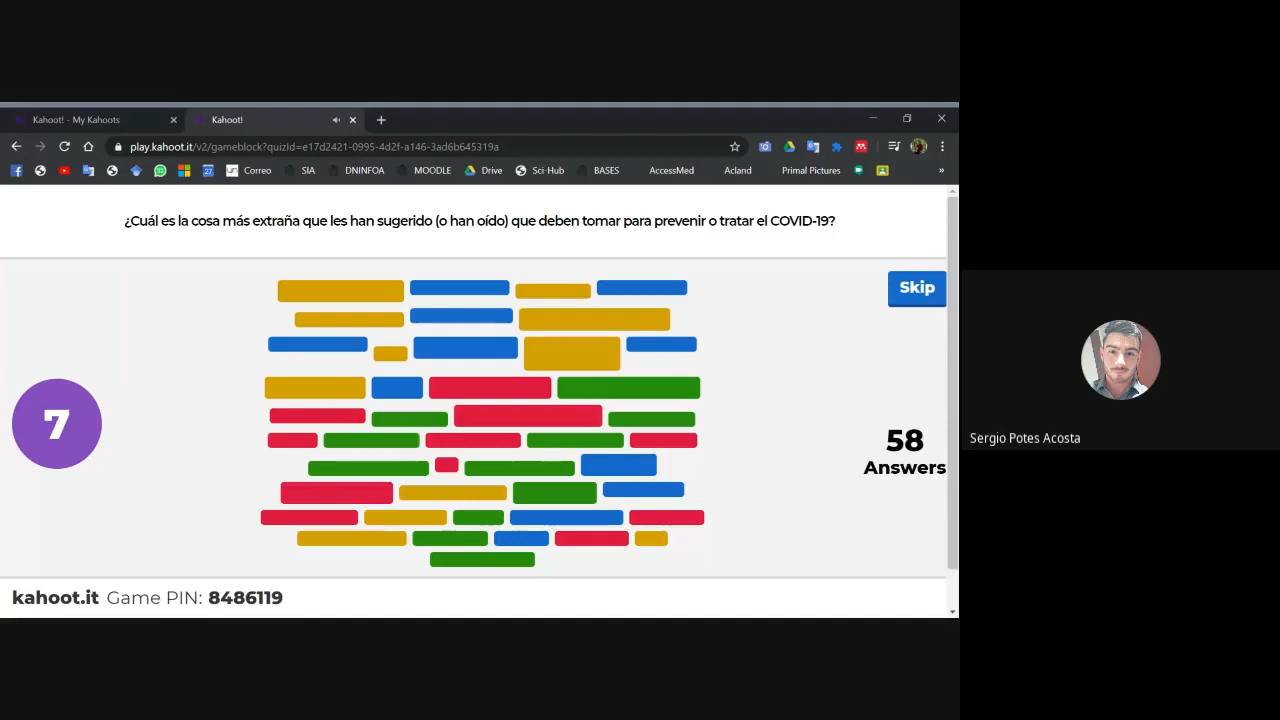 Kahoot! - My Kahoots
Kahoot!
play.kahoot.it/v2/gameblock?quizId=e17d2421-0995-4d2f-a146-3ad6b645319a
Correo SIA DNINFOA MOODLE Drive Sci-Hub BASES AccessMed Acland Primal Pictures »
¿Cuál es la cosa más extraña que les han sugerido (o han oído) que deben tomar para prevenir o tratar el COVID-19?
Skip
7
58
Answers
Sergio Potes Acosta
kahoot.it Game PIN: 8486119